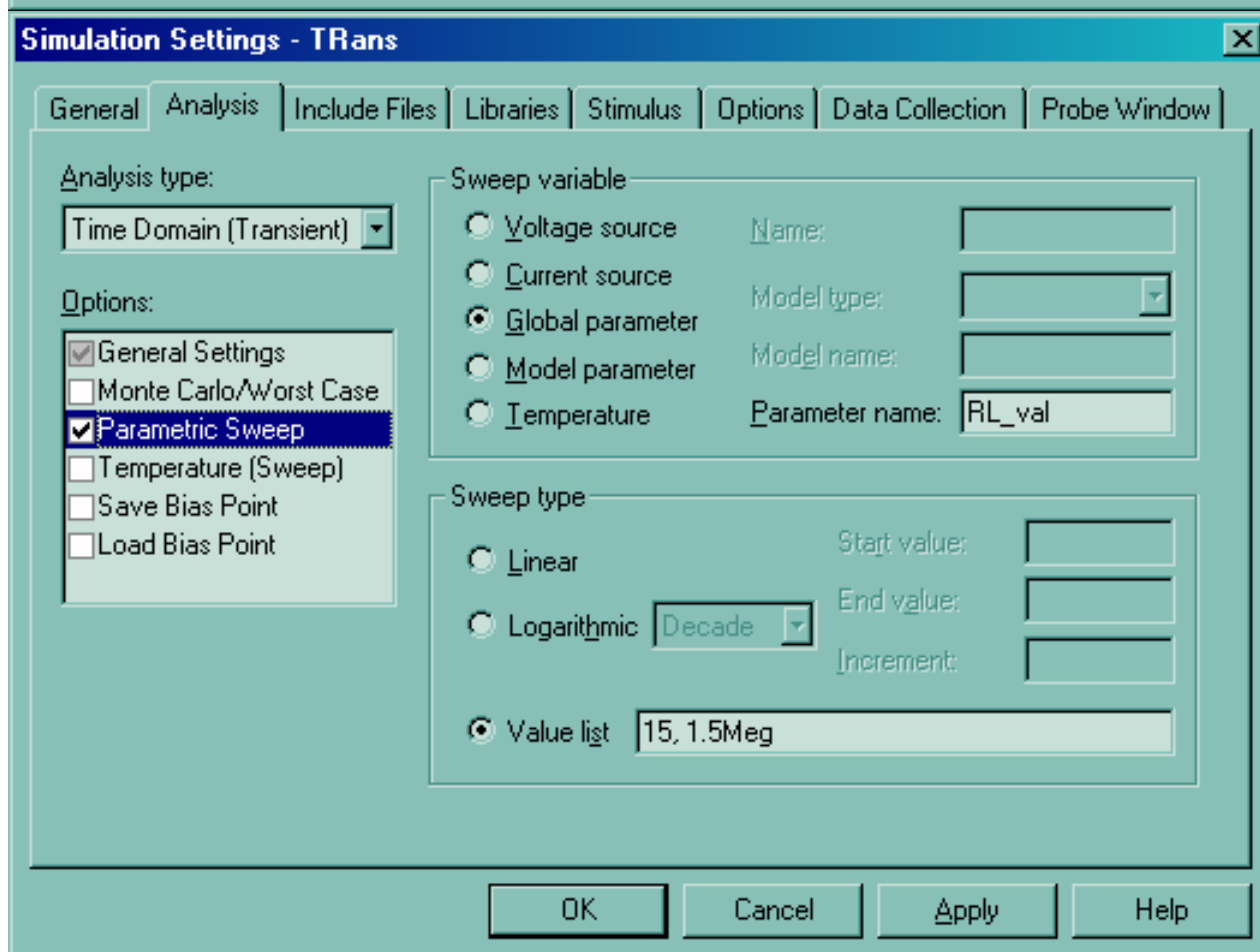 Simulation Settings - TRans
General Analysis Include Files Libraries Stimulus Options Data Collection Probe Window
Analysis type:
Time Domain (Transient)
Options:
General Settings
Monte Carlo/Worst Case
Parametric Sweep
Temperature (Sweep)
Save Bias Point
Load Bias Point
Sweep variable
Voltage source
Current source
Global parameter
Model parameter
Temperature
Name:
Model type:
Model name:
Parameter name: RL_val
Sweep type
Linear
Logarithmic Decade
Start value:
End value:
Increment:
Value list 15, 1.5Meg
OK Cancel Apply Help